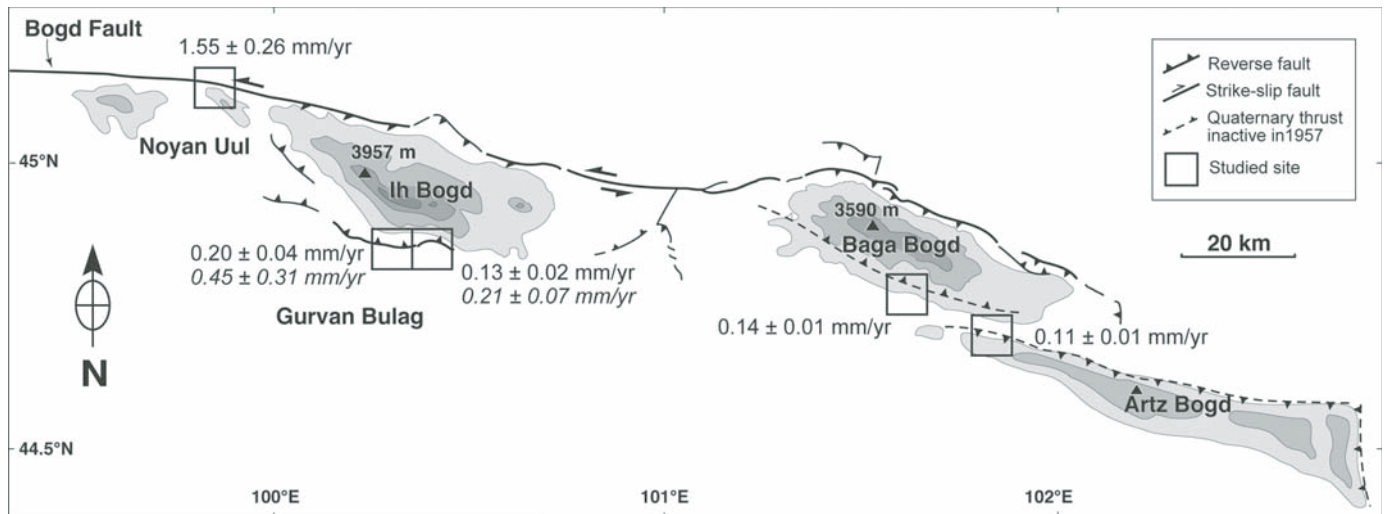 Bogd Fault
1.55 ± 0.26 mm/yr
Reverse fault
Strike-slip fault
Quaternary thrust
inactive in1957
Studied site
Noyan Uul
45°N
3957 m
Ih Bogd
3590 m
Baga Bogd
20 km
0.20 ± 0.04 mm/yr
0.45 ± 0.31 mm/yr
0.13 ± 0.02 mm/yr
0.21 ± 0.07 mm/yr
Gurvan Bulag
0.14 ± 0.01 mm/yr
0.11 ± 0.01 mm/yr
N
Artz Bogd
44.5°N
100°E
101°E
102°E